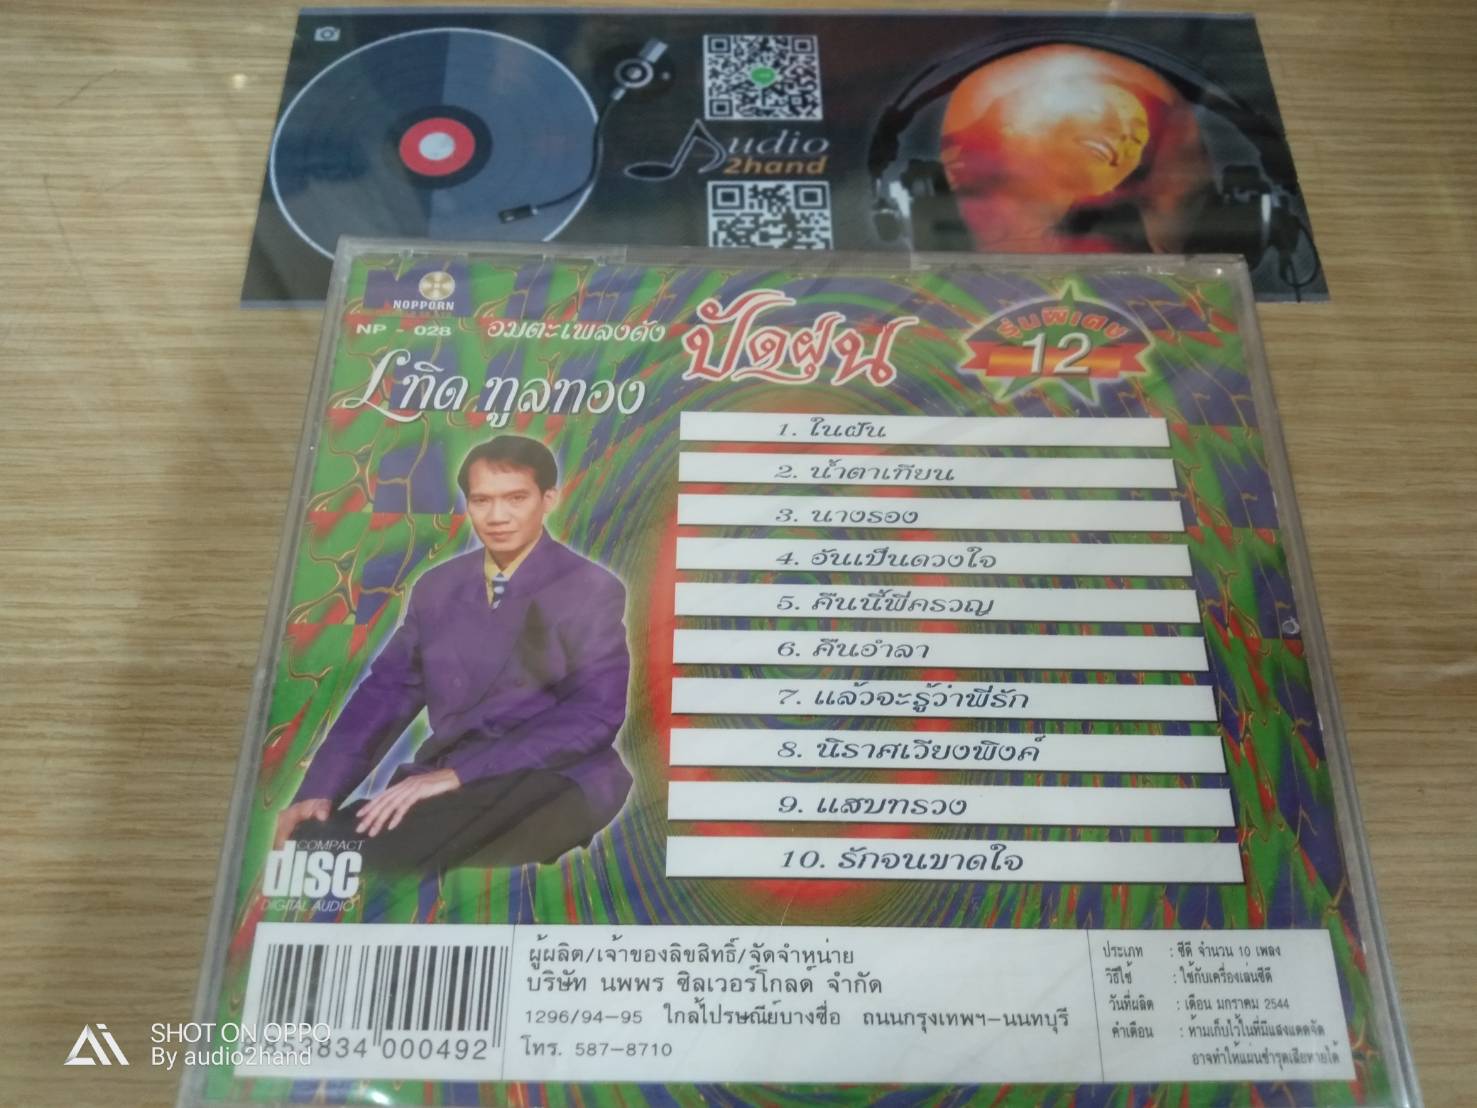 Audio
2hand
NOPPORN
NP - 028
อมตะเพลงดัง
ปัดฝุ่น
รุ่นพิเศษ
12
เทิด ทูลทอง
1. ในฝัน
2. น้ำตาเทียน
3. นางรอง
4. อันเป็นดวงใจ
5. คืนนี้พี่ครวญ
6. คืนอำลา
7. แล้วจะรู้ว่าพี่รัก
8. นิราศเวียงพิงค์
9. แสบทรวง
10. รักจนขาดใจ
COMPACT
disc
DIGITAL AUDIO
ผู้ผลิต/เจ้าของลิขสิทธิ์/จัดจำหน่าย
บริษัท นพพร ซิลเวอร์โกลด์ จำกัด
1296/94-95 ใกล้ไปรษณีย์บางซื่อ ถนนกรุงเทพฯ-นนทบุรี
โทร. 587-8710
ประเภท : ซีดี จำนวน 10 เพลง
วิธีใช้ : ใช้กับเครื่องเล่นซีดี
วันที่ผลิต : เดือน มกราคม 2544
คำเตือน : ห้ามเก็บไว้ในที่มีแสงแดดจัด
อาจทำให้แผ่นชำรุดเสียหายได้
000492
SHOT ON OPPO
By audio2hand